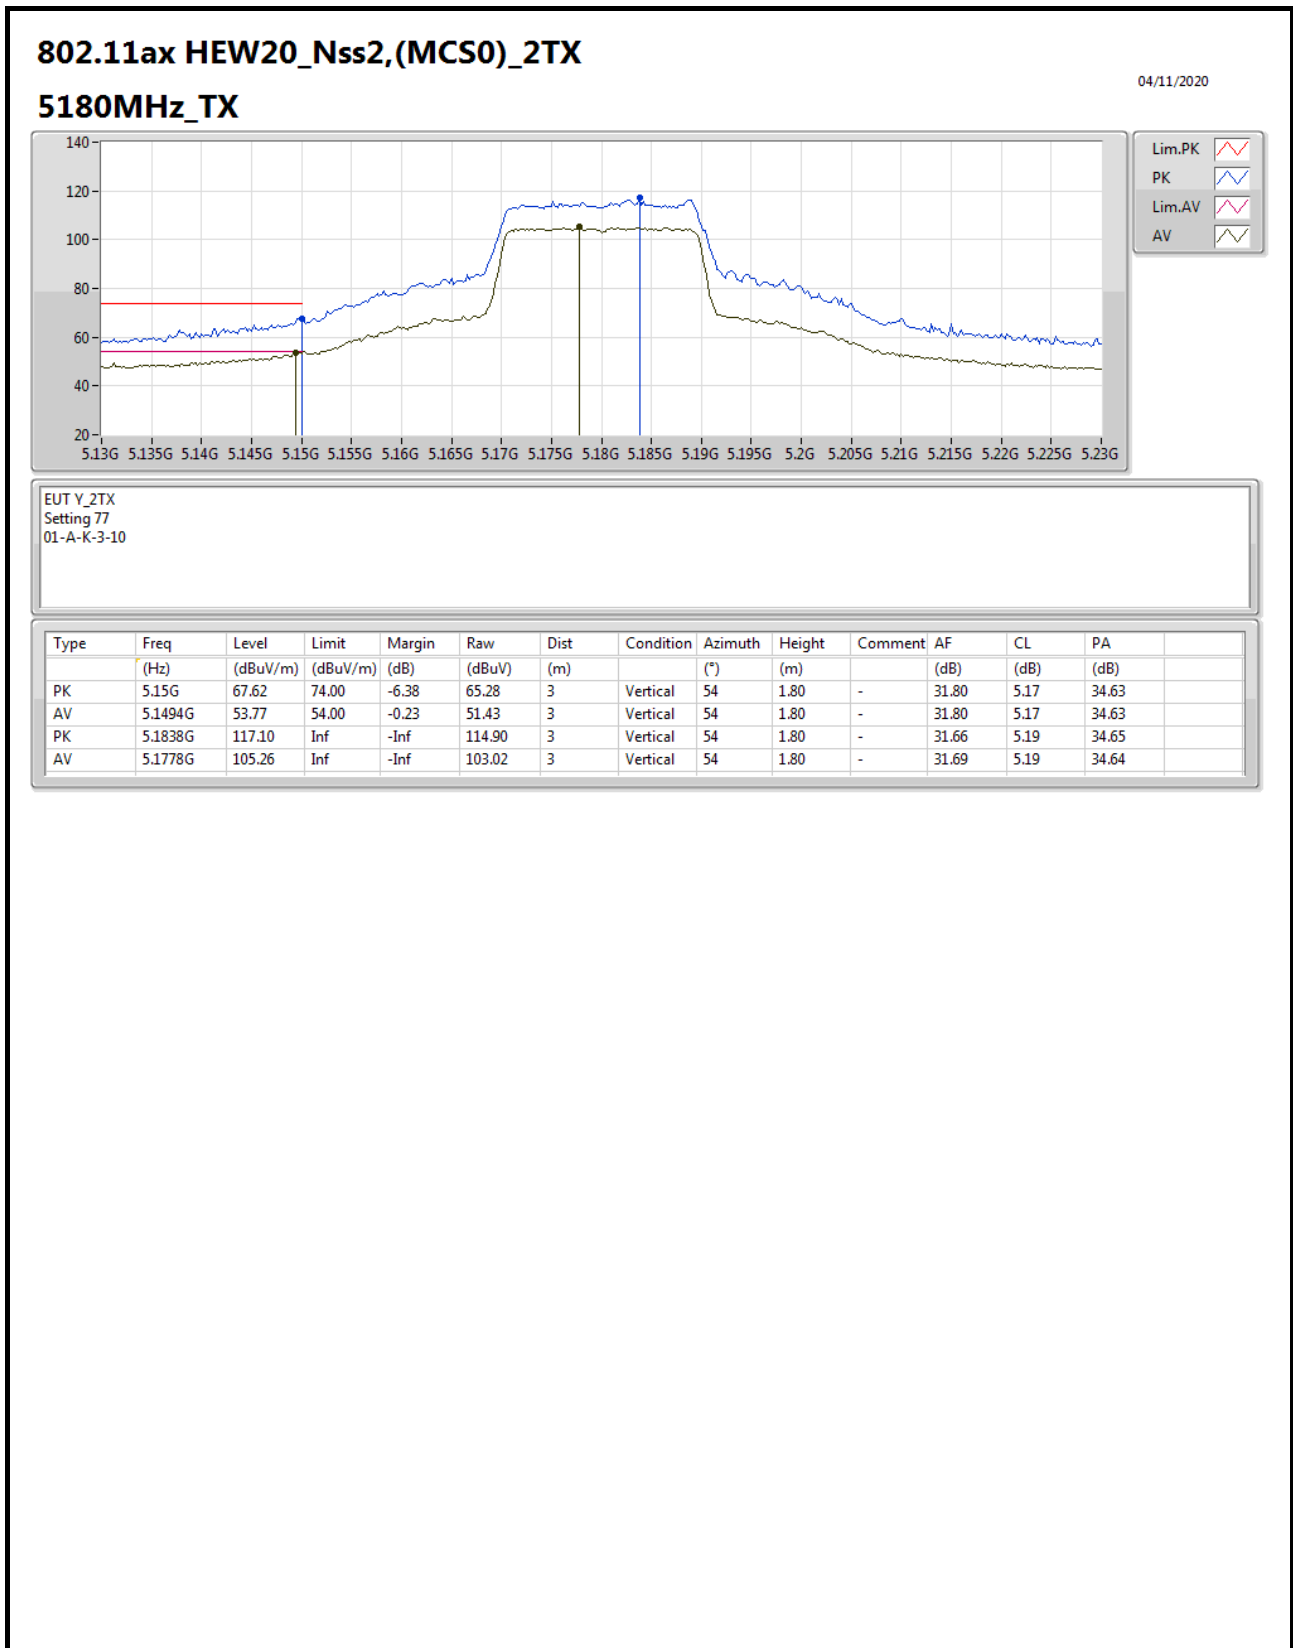 802.11ax HEW20_Nss2,(MCS0)_2TX
04/11/2020
5180MHz_TX
140
120
100
80
60
40
20
5.13G 5.135G 5.14G 5.145G 5.15G 5.155G 5.16G 5.165G 5.17G 5.175G 5.18G 5.185G 5.19G 5.195G 5.2G 5.205G 5.21G 5.215G 5.22G 5.225G 5.23G
Lim.PK
PK
Lim.AV
AV
EUT Y_2TX
Setting 77
01-A-K-3-10
Type Freq Level Limit Margin Raw Dist Condition Azimuth Height Comment AF CL PA
(Hz) (dBuV/m) (dBuV/m) (dB) (dBuV) (m) (°) (m) (dB) (dB) (dB)
PK 5.15G 67.62 74.00 -6.38 65.28 3 Vertical 54 1.80 - 31.80 5.17 34.63
AV 5.1494G 53.77 54.00 -0.23 51.43 3 Vertical 54 1.80 - 31.80 5.17 34.63
PK 5.1838G 117.10 Inf -Inf 114.90 3 Vertical 54 1.80 - 31.66 5.19 34.65
AV 5.1778G 105.26 Inf -Inf 103.02 3 Vertical 54 1.80 - 31.69 5.19 34.64